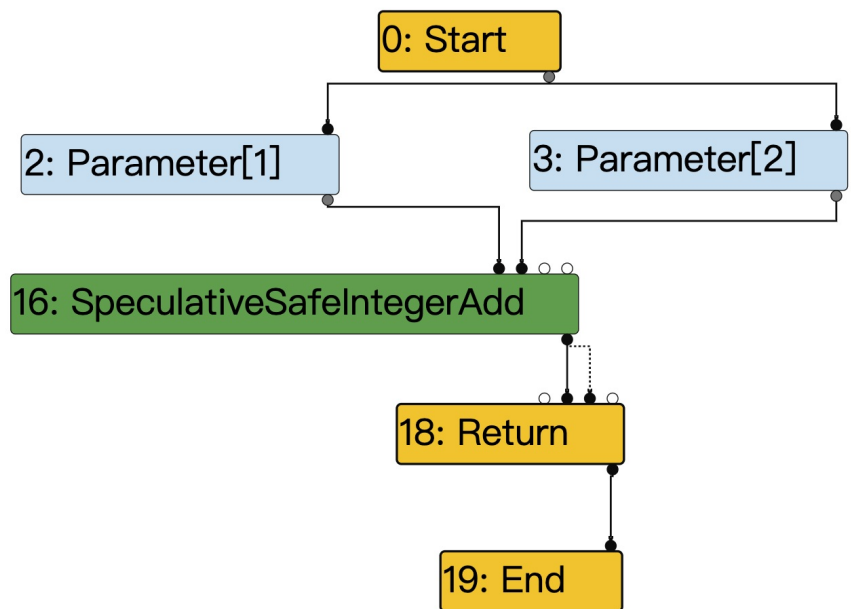 0: Start
2: Parameter[1]
3: Parameter[2]
16: SpeculativeSafeIntegerAdd
18: Return
19: End